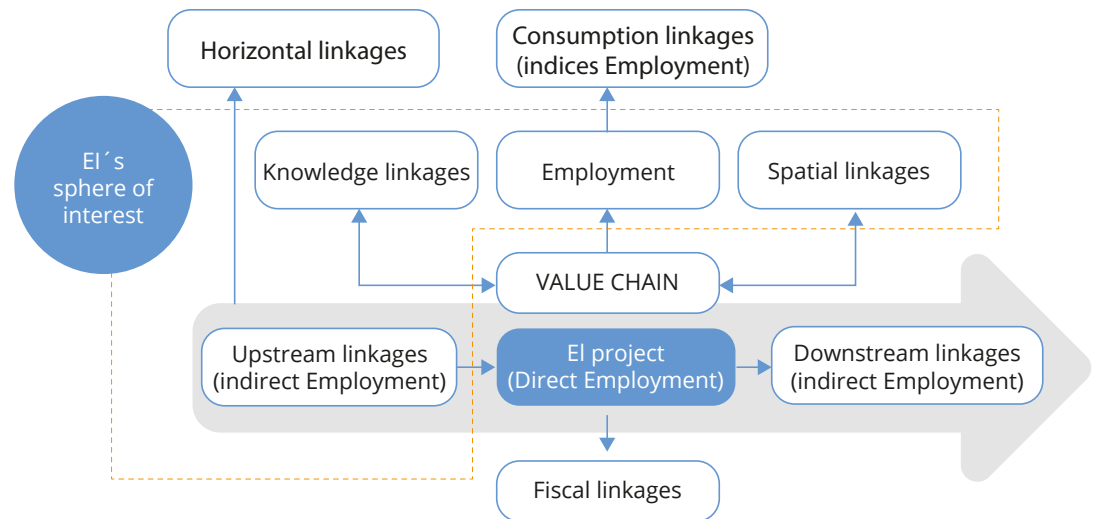 Horizontal linkages
Consumption linkages
(indices Employment)
EI´s
sphere of
interest
Knowledge linkages
Employment
Spatial linkages
VALUE CHAIN
Upstream linkages
(indirect Employment)
El project
(Direct Employment)
Downstream linkages
(indirect Employment)
Fiscal linkages